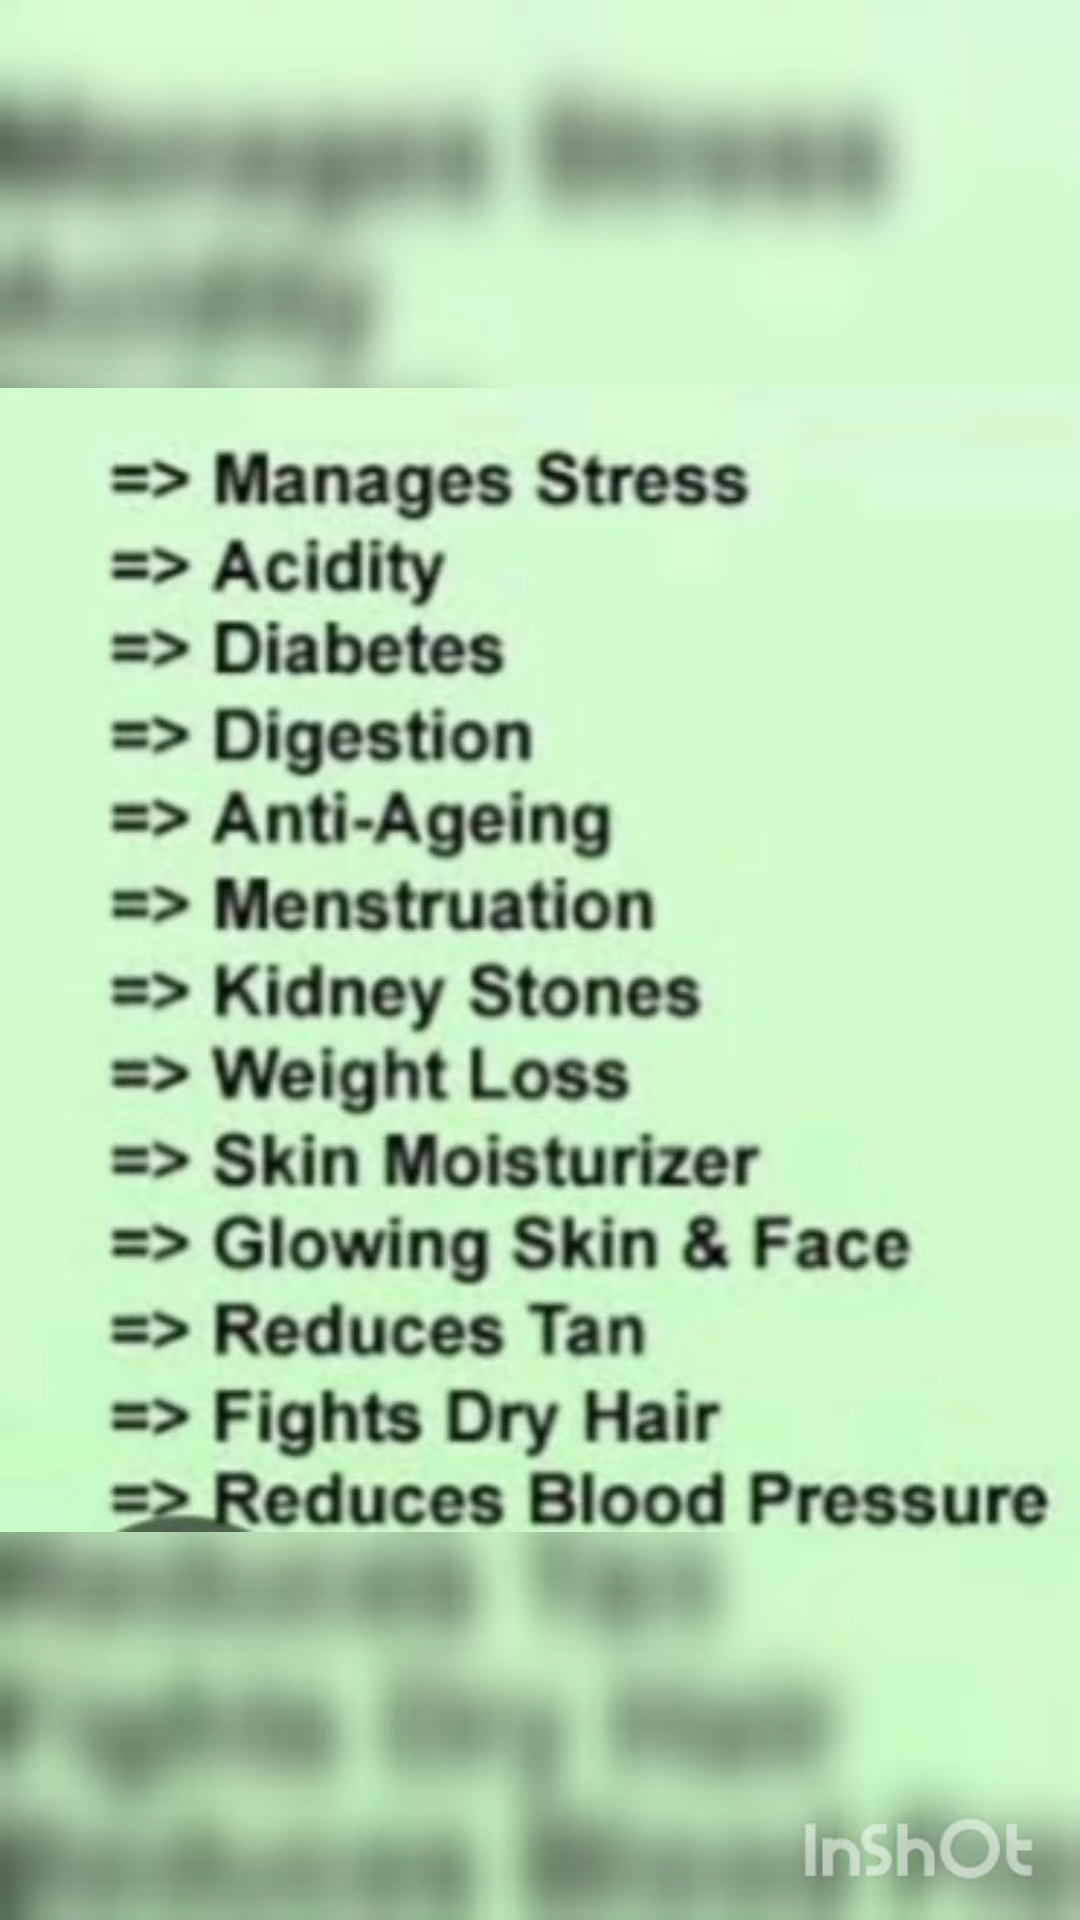 => Manages Stress
=> Acidity
=> Diabetes
=> Digestion
=> Anti-Ageing
=> Menstruation
=> Kidney Stones
=> Weight Loss
=> Skin Moisturizer
=> Glowing Skin & Face
=> Reduces Tan
=> Fights Dry Hair
=> Reduces Blood Pressure
InShOt